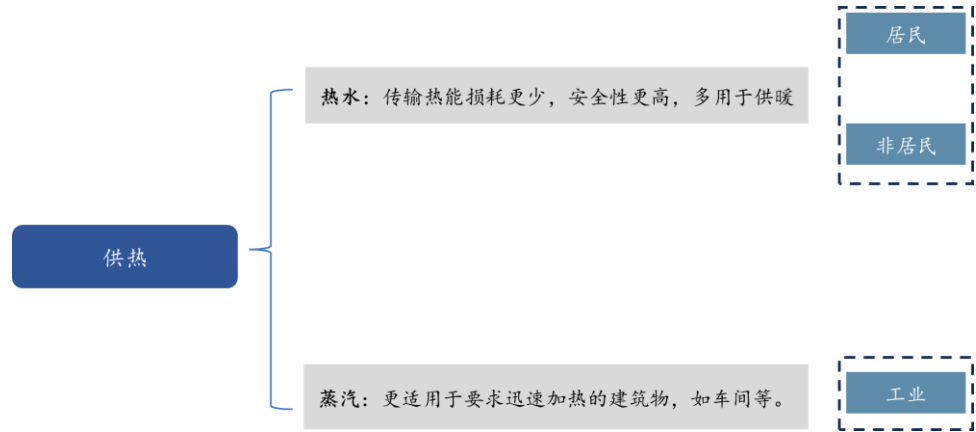 居民
热水：传输热能损耗更少，安全性更高，多用于供暖
非居民
供热
蒸汽：更适用于要求迅速加热的建筑物，如车间等。
工业